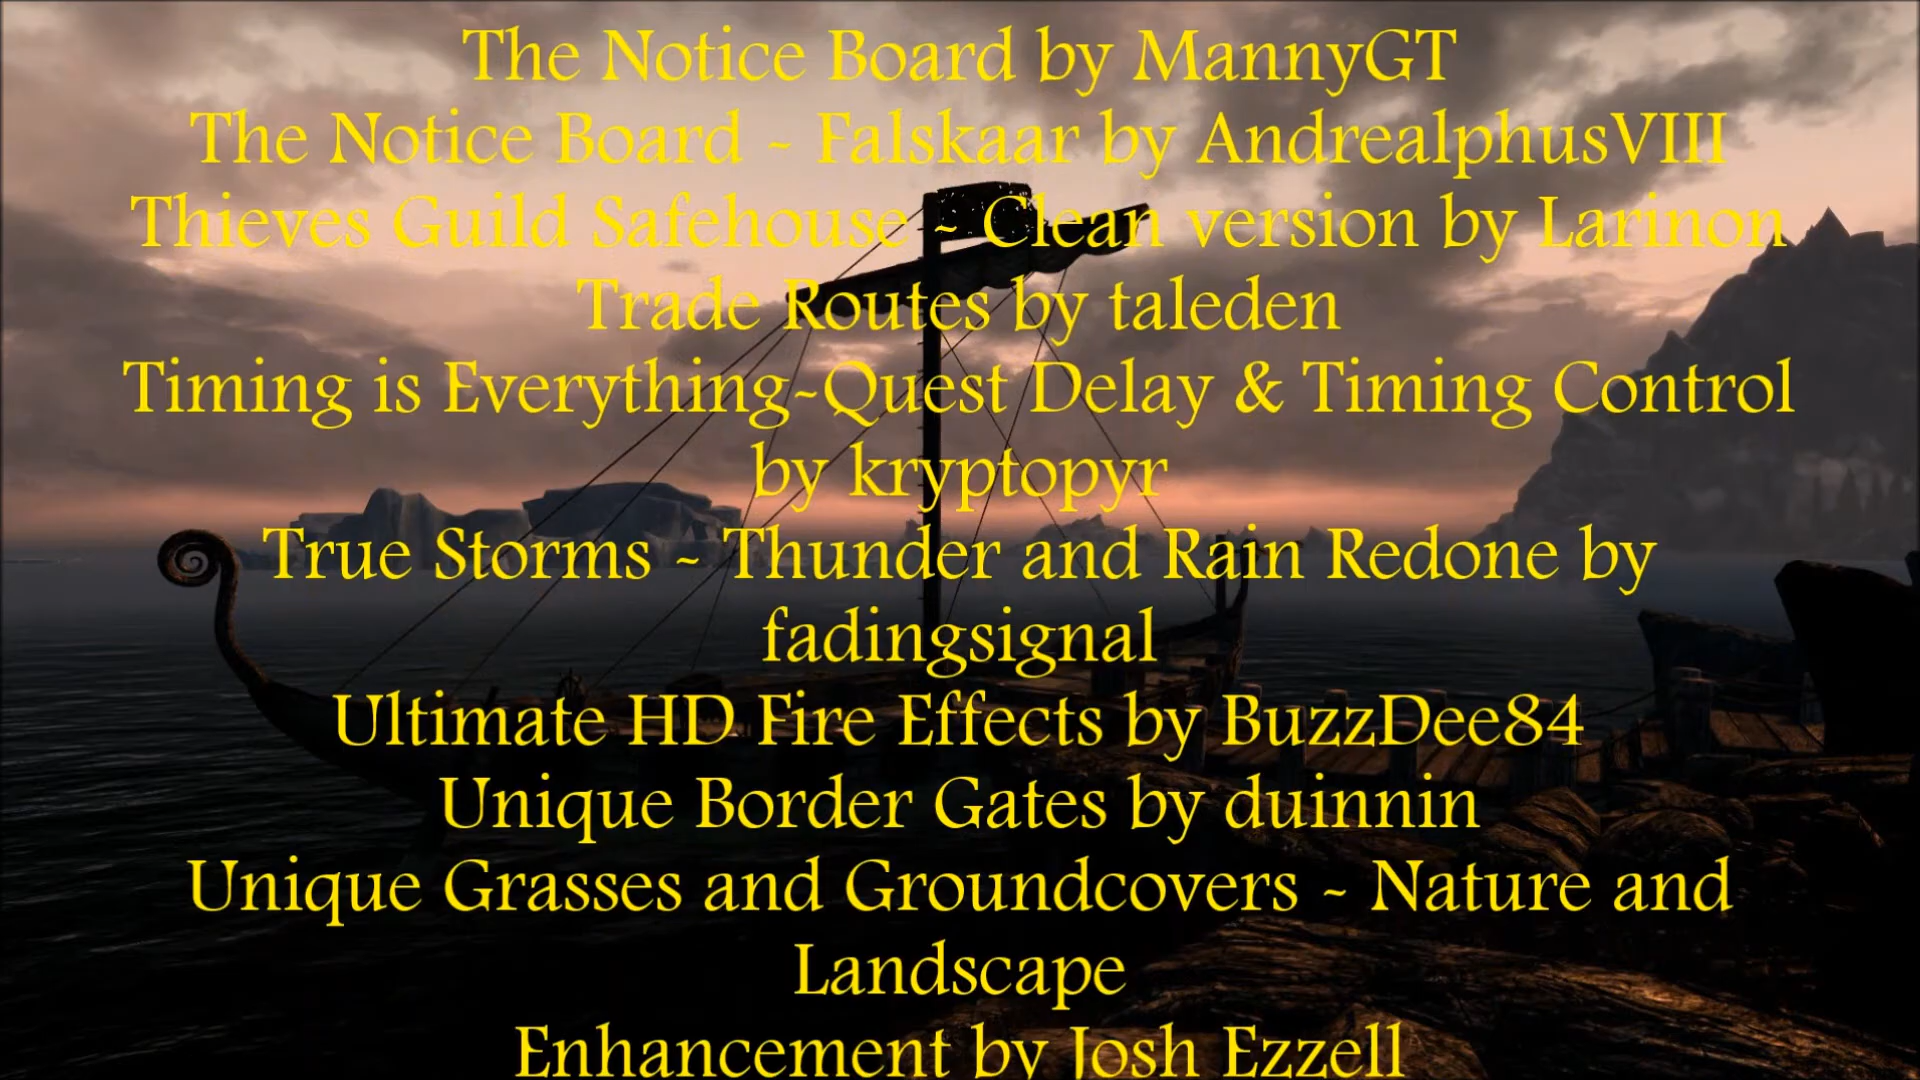 The Notice Board by MannyGT
The Notice Board - Falskaar by AndrealphusVIII
Thieves Guild Safehouse - Clean version by Larinon
Trade Routes by taleden
Timing is Everything-Quest Delay & Timing Control
by kryptopyr
True Storms - Thunder and Rain Redone by
fadingsignal
Ultimate HD Fire Effects by BuzzDee84
Unique Border Gates by duinnin
Unique Grasses and Groundcovers - Nature and
Landscape
Enhancement by Josh Ezzell